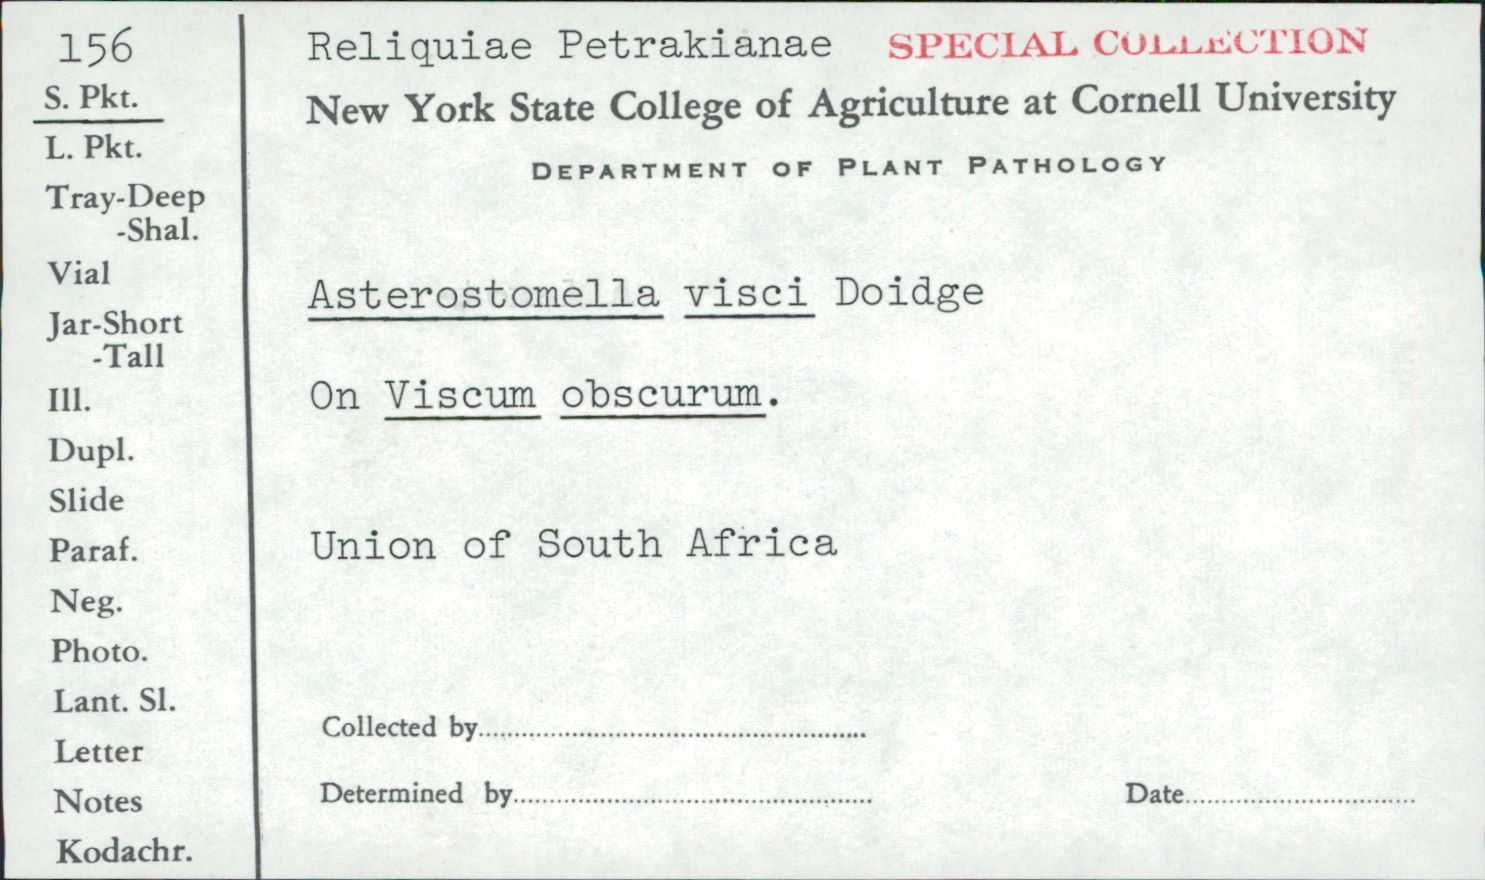 156
S. Pkt.
L. Pkt.
Tray-Deep
-Shal.
Vial
Jar-Short
-Tall
Ill.
Dupl.
Slide
Paraf.
Neg.
Photo.
Lant. Sl.
Letter
Notes
Kodachr.
Reliquiae Petrakianae SPECIAL COLLECTION
New York State College of Agriculture at Cornell University
DEPARTMENT OF PLANT PATHOLOGY
Asterostomella visci Doidge
On Viscum obscurum.
Union of South Africa
Collected by
Determined by
Date